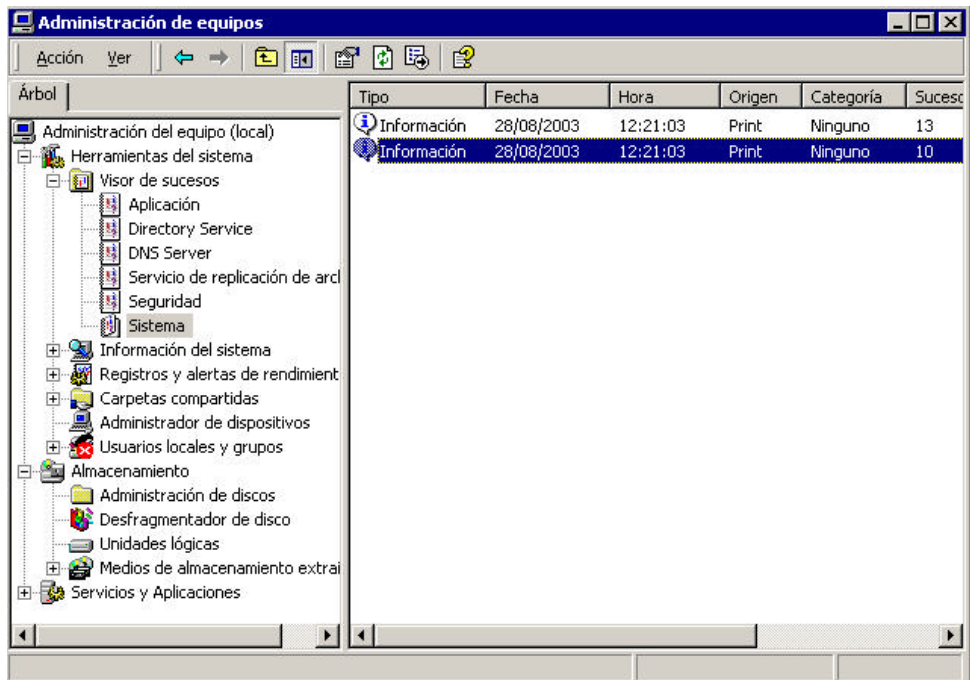 Administración de equipos
Acción Ver
Árbol
Tipo Fecha Hora Origen Categoría Suceso
Información 28/08/2003 12:21:03 Print Ninguno 13
Información 28/08/2003 12:21:03 Print Ninguno 10
Administración del equipo (local)
Herramientas del sistema
Visor de sucesos
Aplicación
Directory Service
DNS Server
Servicio de replicación de arcl
Seguridad
Sistema
Información del sistema
Registros y alertas de rendimient
Carpetas compartidas
Administrador de dispositivos
Usuarios locales y grupos
Almacenamiento
Administración de discos
Desfragmentador de disco
Unidades lógicas
Medios de almacenamiento extrai
Servicios y Aplicaciones